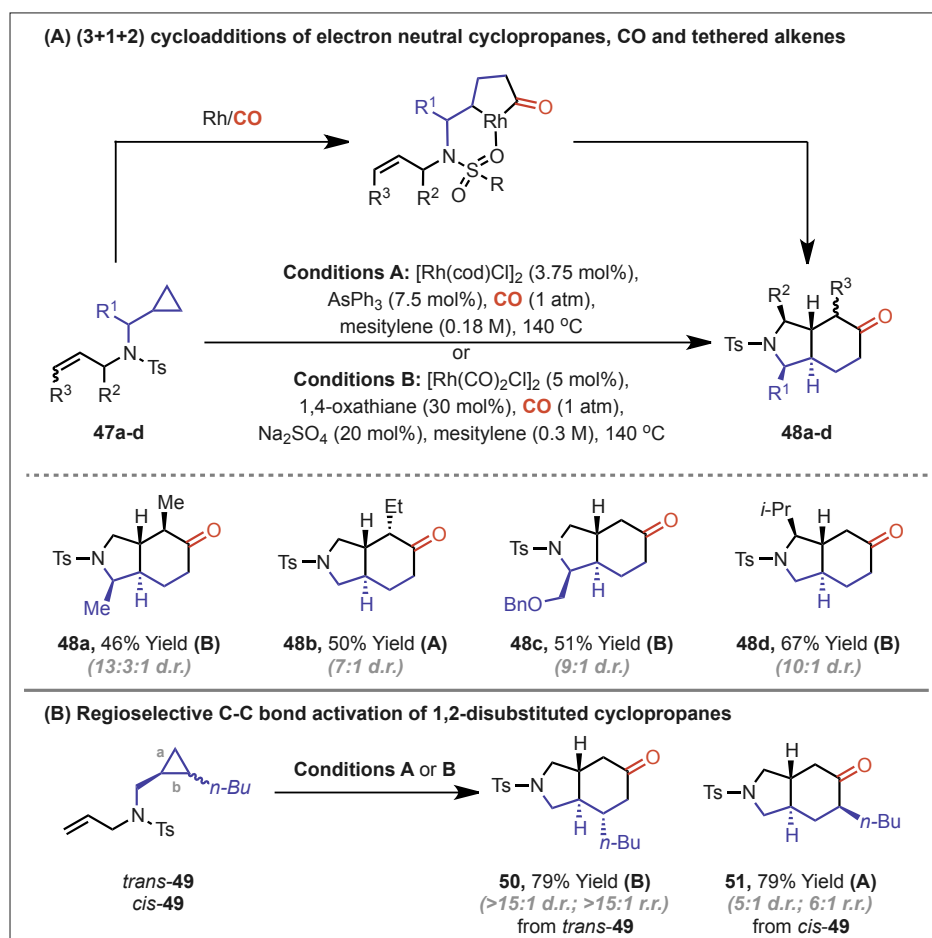 (A) (3+1+2) cycloadditions of electron neutral cyclopropanes, CO and tethered alkenes
Rh/CO
R1
O
Rh
N
O
S
O
R
R3
R2
Conditions A: [Rh(cod)Cl]2 (3.75 mol%),
AsPh3 (7.5 mol%), CO (1 atm),
mesitylene (0.18 M), 140 oC
or
Conditions B: [Rh(CO)2Cl]2 (5 mol%),
1,4-oxathiane (30 mol%), CO (1 atm),
Na2SO4 (20 mol%), mesitylene (0.3 M), 140 oC
R1
N
Ts
R3
R2
47a-d
R2
H
R3
O
Ts
N
R1
H
48a-d
H
Me
O
Ts
N
Me
H
48a, 46% Yield (B)
(13:3:1 d.r.)
H
Et
O
Ts
N
H
48b, 50% Yield (A)
(7:1 d.r.)
H
O
Ts
N
H
BnO
48c, 51% Yield (B)
(9:1 d.r.)
i-Pr
H
O
Ts
N
H
48d, 67% Yield (B)
(10:1 d.r.)
(B) Regioselective C-C bond activation of 1,2-disubstituted cyclopropanes
a
b
n-Bu
N
Ts
trans-49
cis-49
Conditions A or B
H
O
Ts
N
H
n-Bu
50, 79% Yield (B)
(>15:1 d.r.; >15:1 r.r.)
from trans-49
H
O
Ts
N
H
n-Bu
51, 79% Yield (A)
(5:1 d.r.; 6:1 r.r.)
from cis-49